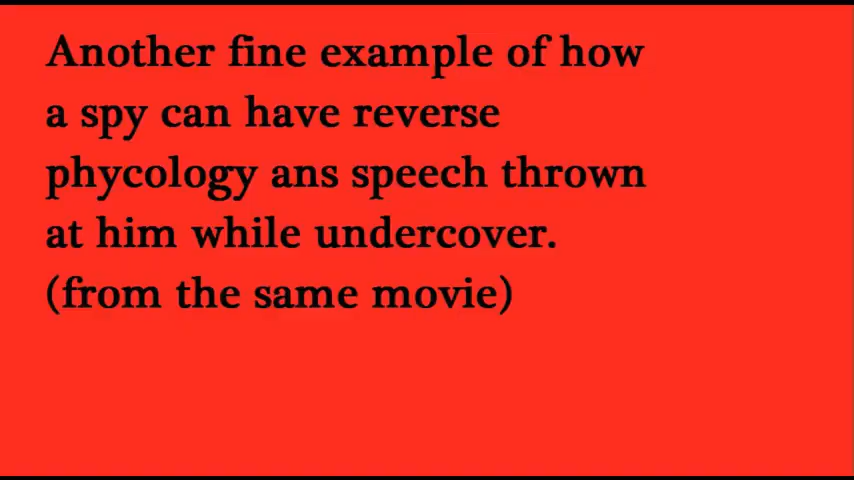 Another fine example of how
a spy can have reverse
phycology ans speech thrown
at him while undercover.
(from the same movie)